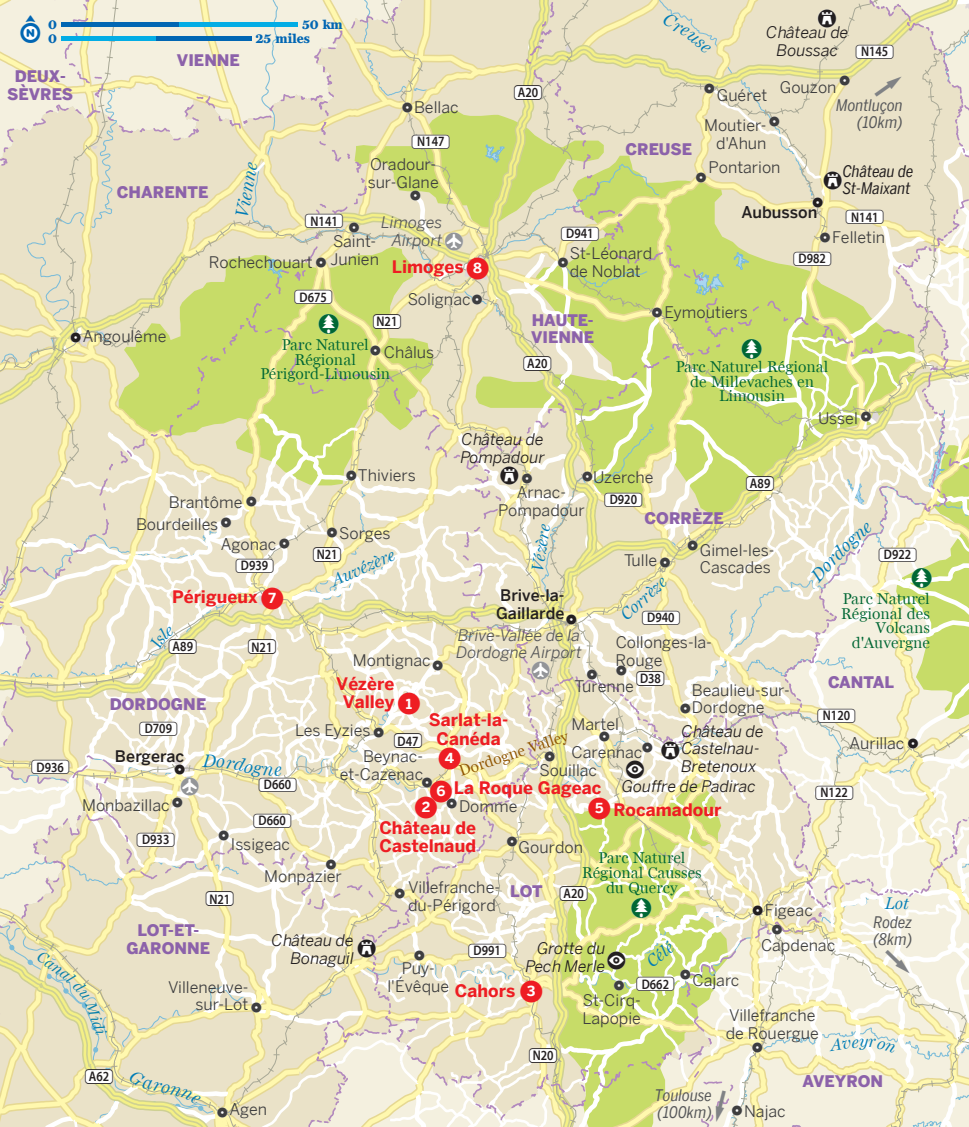 0
50 km
0
25 miles
N
VIENNE
DEUX-
SÈVRES
Creuse
Château de
Boussac
N145
Gouzon
Montluçon
(10km)
A20
Bellac
Guéret
Moutier-
d'Ahun
N147
CREUSE
Oradour-
sur-Glane
Pontarion
Château de
St-Maixant
CHARENTE
Vienne
Aubusson
N141
N141
Limoges
Airport
Saint-
Junien
D941
Felletin
Rochechouart
Limoges 8
St-Léonard
de Noblat
D982
D675
Solignac
HAUTE-
VIENNE
Eymoutiers
N21
Angoulême
Parc Naturel
Régional
Périgord-Limousin
Châlus
A20
Parc Naturel Régional
de Millevaches en
Limousin
Ussel
Château de
Pompadour
Thiviers
Arnac-
Pompadour
Uzerche
A89
D920
Brantôme
Bourdeilles
CORRÈZE
Agonac
Sorges
N21
D939
Auvézère
Vézère
Tulle
Gimel-les-
Cascades
Dordogne
D922
Périgueux 7
Brive-la-
Gaillarde
Corrèze
D940
Parc Naturel
Régional des
Volcans
d'Auvergne
Isle
A89
N21
Brive-Vallée de la
Dordogne Airport
Collonges-la-
Rouge
Montignac
D38
Turenne
CANTAL
Vézère
Valley 1
Beaulieu-sur-
Dordogne
DORDOGNE
Sarlat-la-
Canéda
4
N120
D709
Les Eyzies
D47
Martel
Château de
Castelnau-
Bretenoux
Aurillac
Bergerac
Carennac
D936
Dordogne
Beynac-
et-Cazenac
Dordogne Valley
Souillac
D660
Gouffre de Padirac
6 La Roque Gageac
N122
Monbazillac
2
Domme
5 Rocamadour
D660
Château de
Castelnaud
D933
Issigeac
Gourdon
Monpazier
Parc Naturel
Régional Causses
du Quercy
Villefranche-
du-Périgord
LOT
A20
N21
Figeac
Lot
Rodez
(8km)
LOT-ET-
GARONNE
Château de
Bonaguil
D991
Grotte du
Pech Merle
Célé
Capdenac
Canal du Midi
Puy-
l'Évêque
Cajarc
Villeneuve-
sur-Lot
Cahors 3
D662
St-Cirq-
Lapopie
Villefranche
de Rouergue
N20
Aveyron
A62
AVEYRON
Garonne
Toulouse
(100km)
Agen
Najac